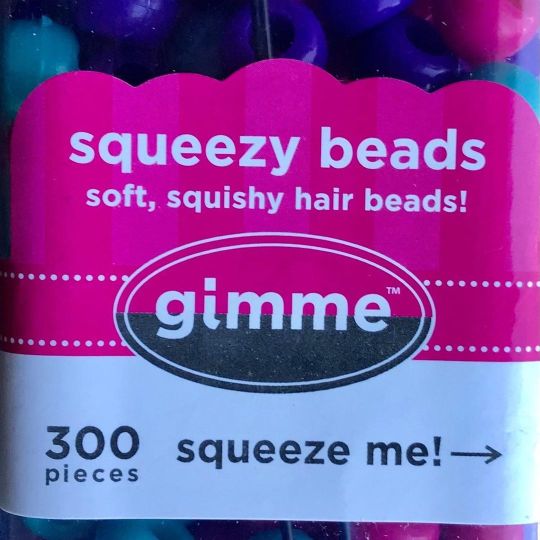 squeezy beads
soft, squishy hair beads!
gimme™
300 pieces
squeeze me!→